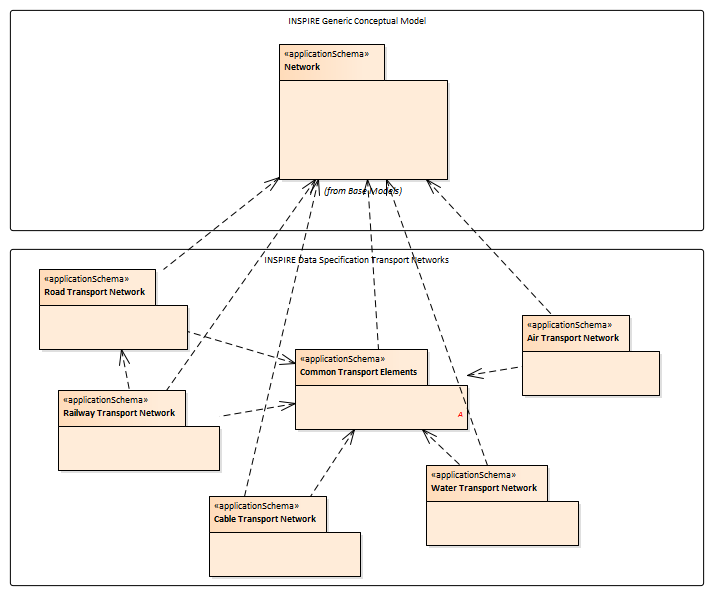 INSPIRE Generic Conceptual Model
«applicationSchema»
Network
(from Base Models)
INSPIRE Data Specification Transport Networks
«applicationSchema»
Road Transport Network
«applicationSchema»
Air Transport Network
«applicationSchema»
Common Transport Elements
A
«applicationSchema»
Railway Transport Network
«applicationSchema»
Water Transport Network
«applicationSchema»
Cable Transport Network